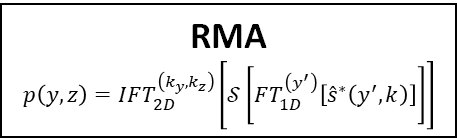 RMA
p(y,z) = IFT_{2D}^{(k_y,k_z)} [𝒮 [FT_{1D}^{(y′)} [ŝ*(y′,k)]]]